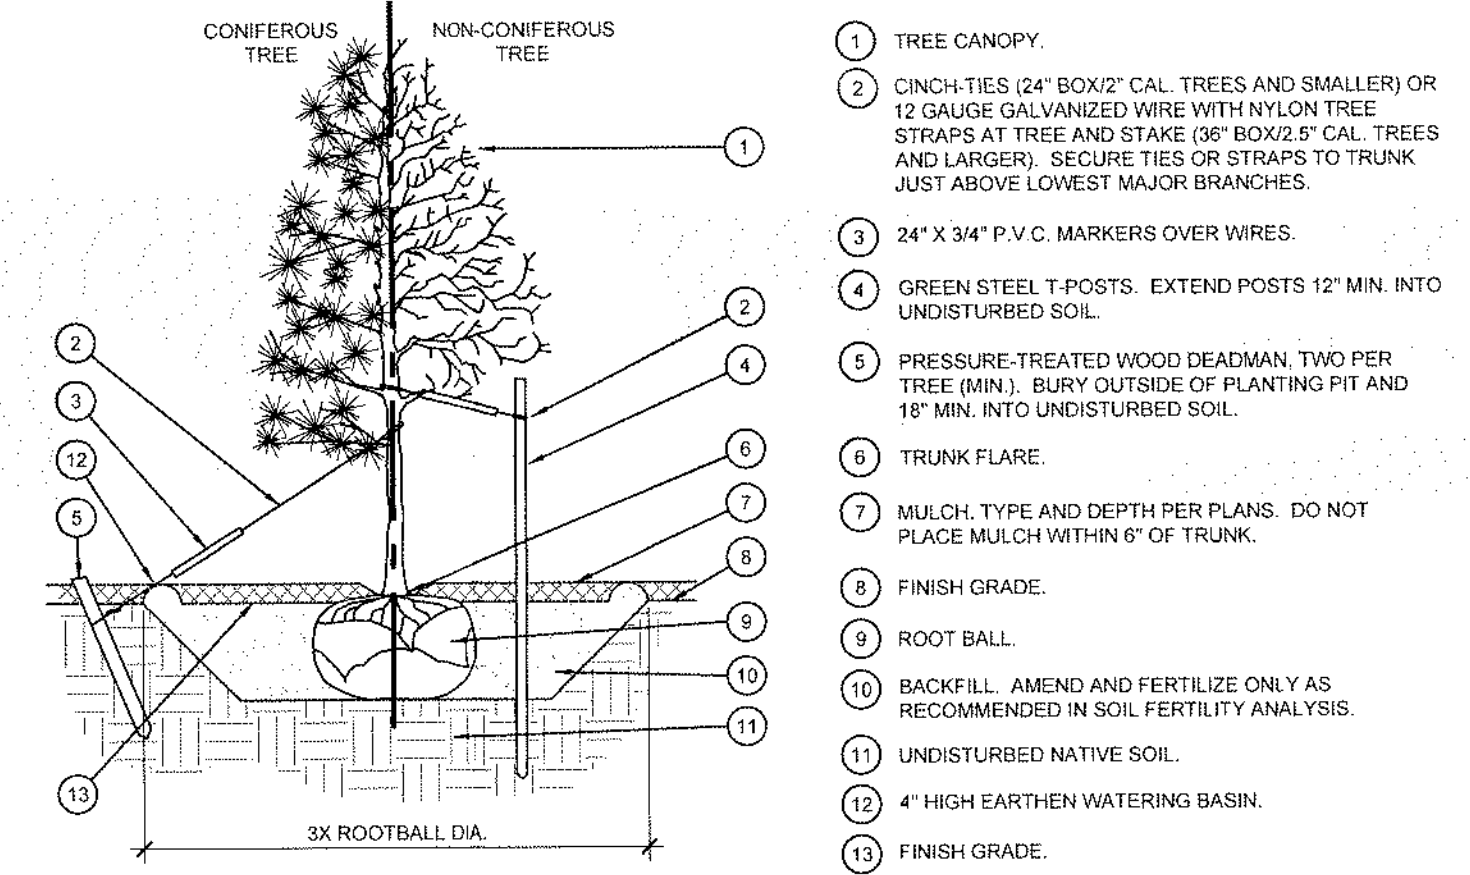 CONIFEROUS
TREE
NON-CONIFEROUS
TREE
1
2
4
6
7
8
9
10
11
2
3
12
5
13
3X ROOTBALL DIA.
1 TREE CANOPY.
2 CINCH-TIES (24" BOX/2" CAL. TREES AND SMALLER) OR
12 GAUGE GALVANIZED WIRE WITH NYLON TREE
STRAPS AT TREE AND STAKE (36" BOX/2.5" CAL. TREES
AND LARGER). SECURE TIES OR STRAPS TO TRUNK
JUST ABOVE LOWEST MAJOR BRANCHES.
3 24" X 3/4" P.V.C. MARKERS OVER WIRES.
4 GREEN STEEL T-POSTS. EXTEND POSTS 12" MIN. INTO
UNDISTURBED SOIL.
5 PRESSURE-TREATED WOOD DEADMAN, TWO PER
TREE (MIN.). BURY OUTSIDE OF PLANTING PIT AND
18" MIN. INTO UNDISTURBED SOIL.
6 TRUNK FLARE.
7 MULCH. TYPE AND DEPTH PER PLANS. DO NOT
PLACE MULCH WITHIN 6" OF TRUNK.
8 FINISH GRADE.
9 ROOT BALL.
10 BACKFILL. AMEND AND FERTILIZE ONLY AS
RECOMMENDED IN SOIL FERTILITY ANALYSIS.
11 UNDISTURBED NATIVE SOIL.
12 4" HIGH EARTHEN WATERING BASIN.
13 FINISH GRADE.